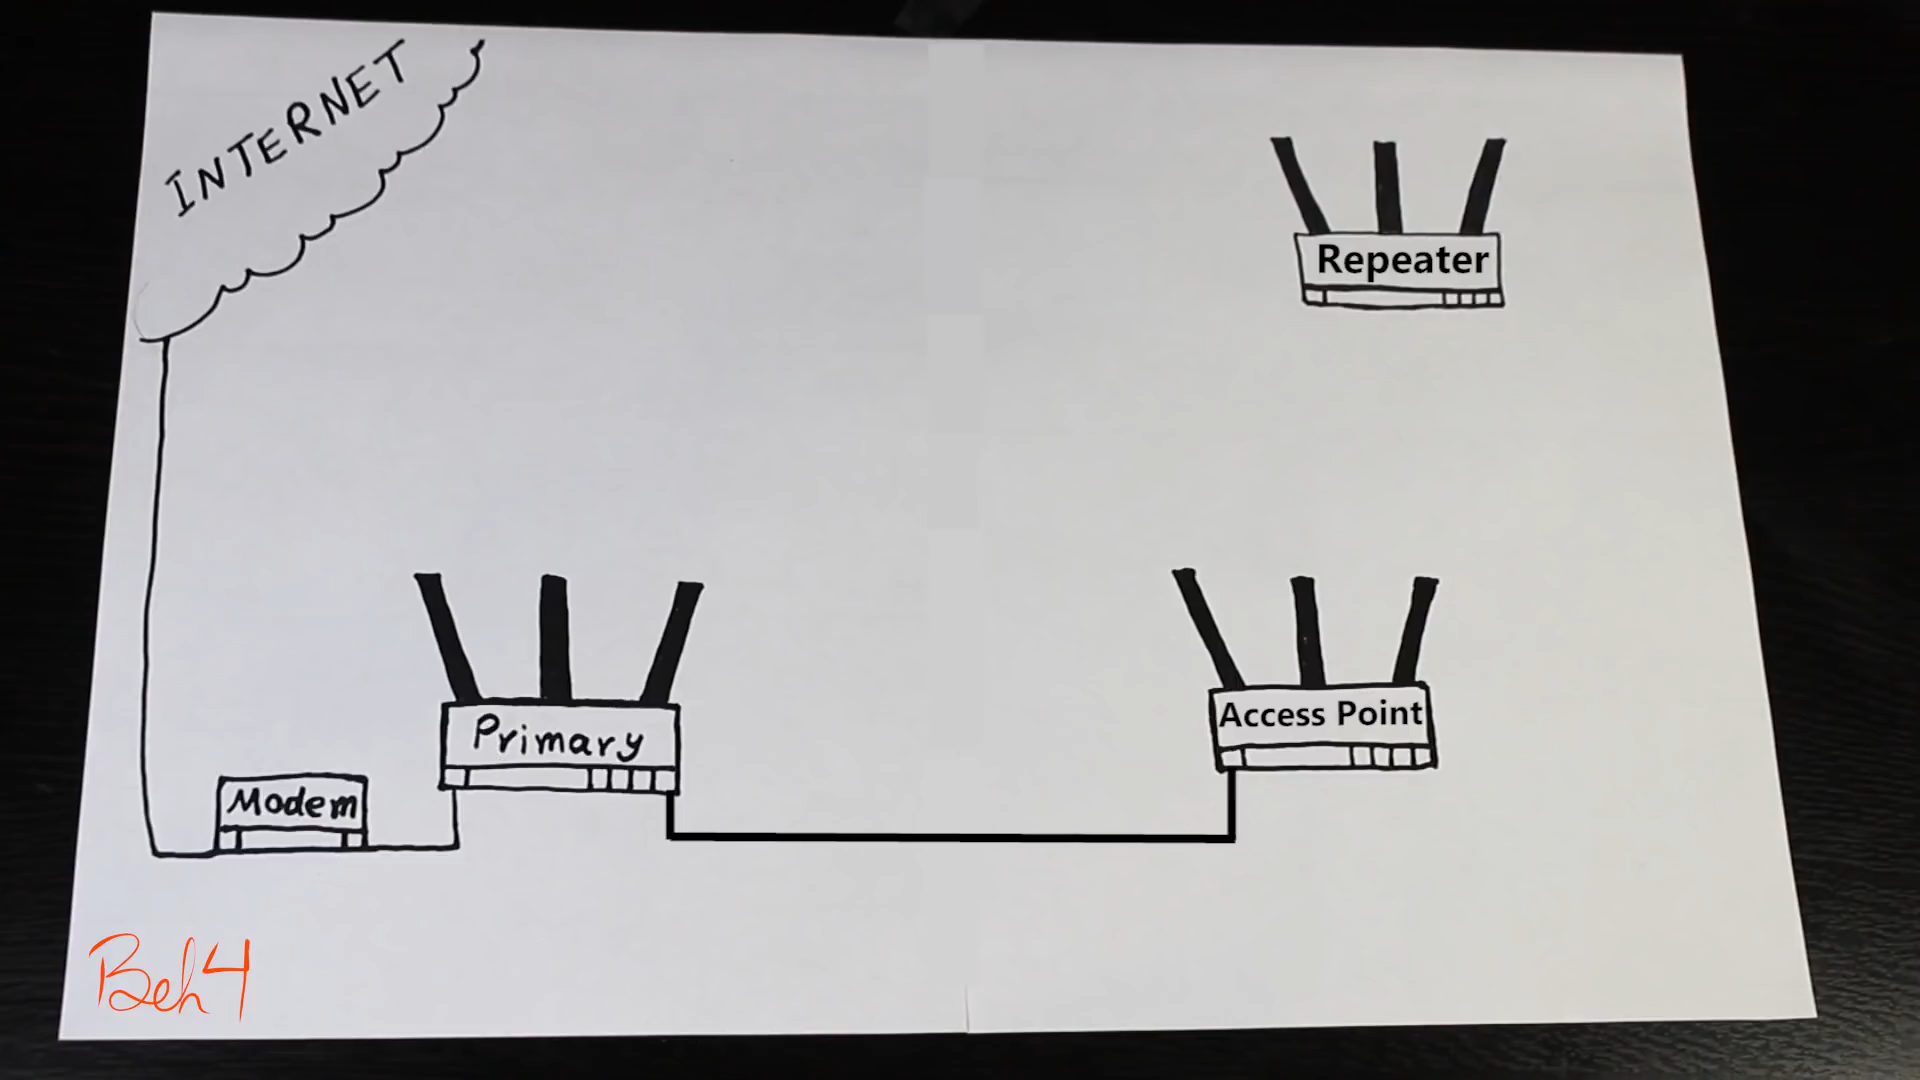 INTERNET
Repeater
Primary
Access Point
Modem
Beh4